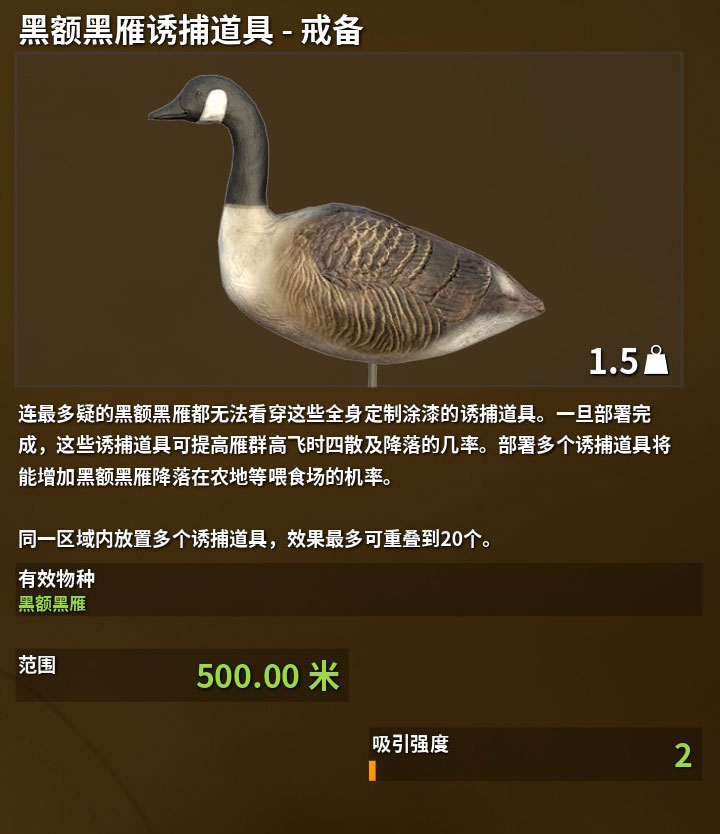 黑额黑雁诱捕道具 - 戒备
1.5
连最多疑的黑额黑雁都无法看穿这些全身定制涂漆的诱捕道具。一旦部署完
成，这些诱捕道具可提高雁群高飞时四散及降落的几率。部署多个诱捕道具将
能增加黑额黑雁降落在农地等喂食场的机率。
同一区域内放置多个诱捕道具，效果最多可重叠到20个。
有效物种
黑额黑雁
范围
500.00 米
吸引强度
2